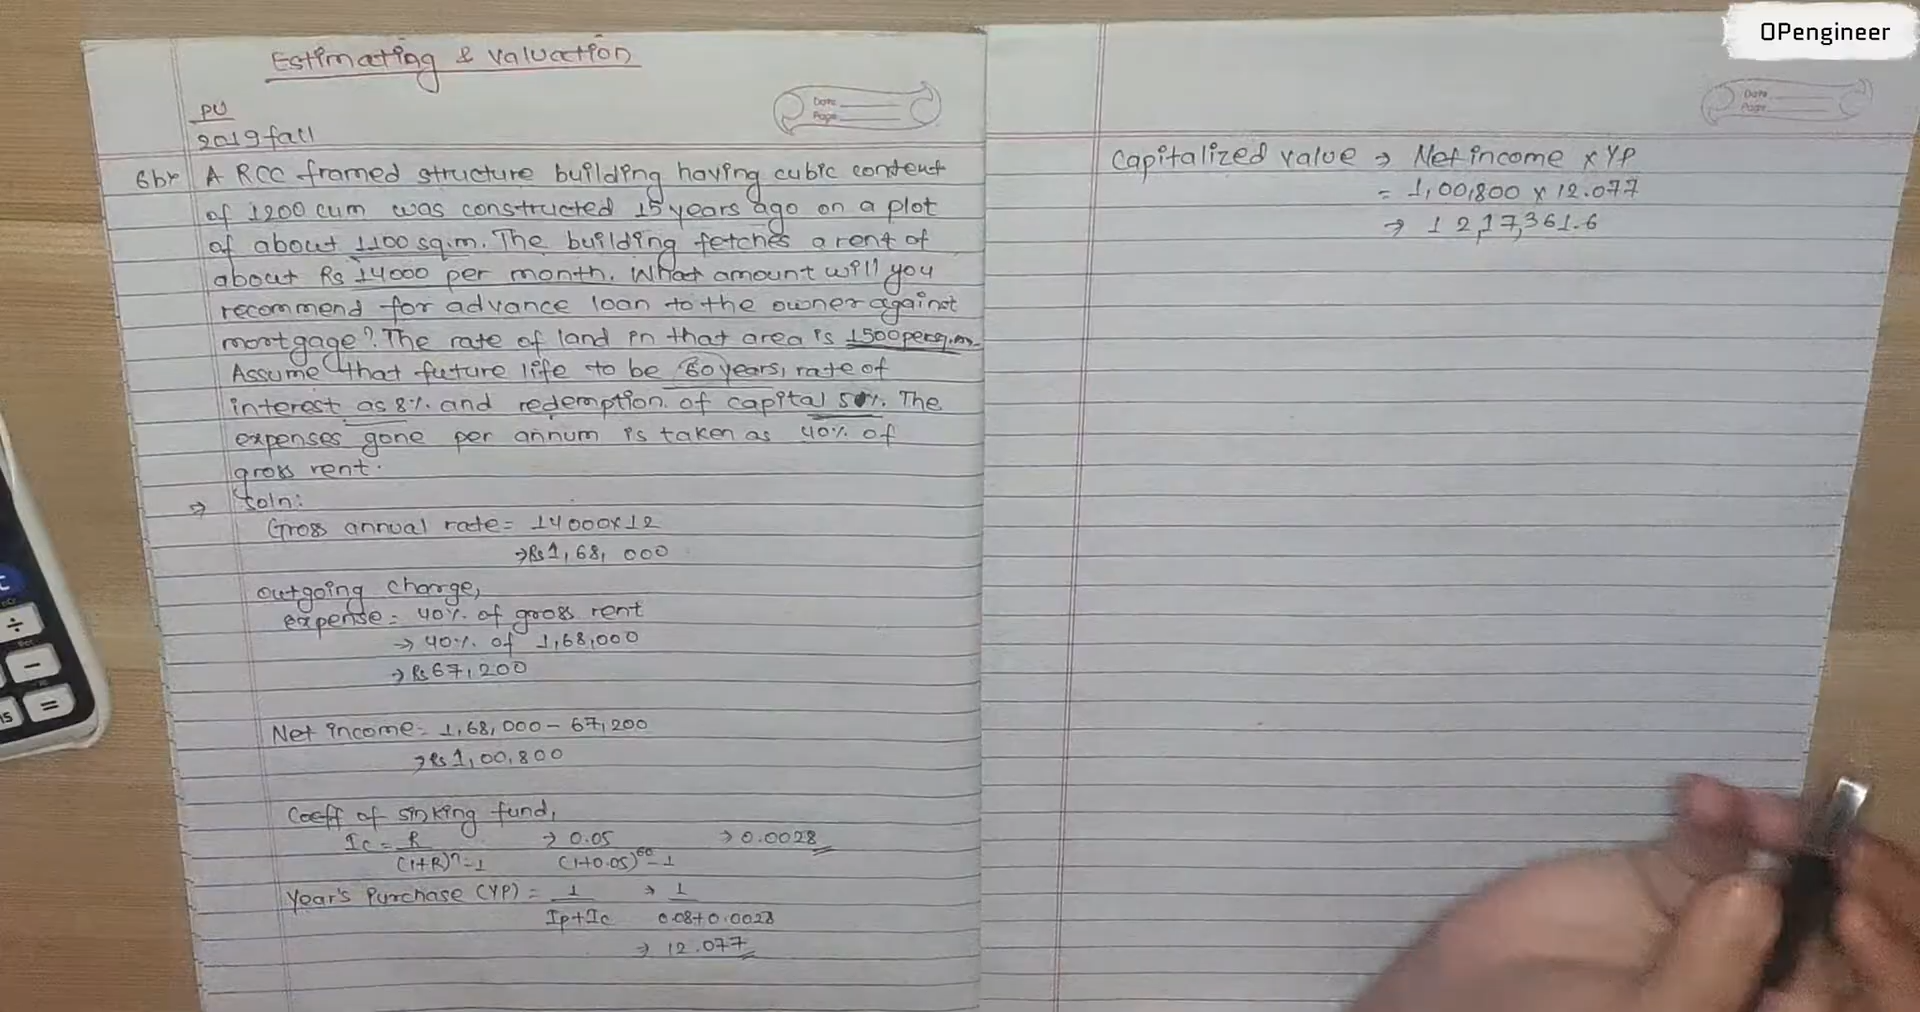 OPengineer
Estimating & valuation
PU
2019 fall
Date
Page
6b) A RCC framed structure building having cubic content
of 1200 cum was constructed 15 years ago on a plot
of about 1100 sq.m. The building fetches a rent of
about Rs 14000 per month. What amount will you
recommend for advance loan to the owner against
mortgage? The rate of land in that area is 1500 per sq.m.
Assume that future life to be 60 years, rate of
interest as 8% and redemption of capital 5%. The
expenses gone per annum is taken as 40% of
gross rent.
⇒ Soln:
Gross annual rate = 14000×12
⇒ Rs 1,68,000
outgoing charge,
expense = 40% of gross rent
⇒ 40% of 1,68,000
⇒ Rs 67,200
Net income = 1,68,000 - 67,200
⇒ Rs 1,00,800
Coeff of sinking fund,
Ic = R ⇒ 0.05 ⇒ 0.0028
(1+R)ⁿ-1 (1+0.05)⁶⁰-1
Year's Purchase (YP) = 1 ⇒ 1
Ip+Ic 0.08+0.0028
⇒ 12.077
Date
Page
Capitalized value ⇒ Net income × YP
= 1,00,800 × 12.077
⇒ 12,17,361.6
÷
−
=